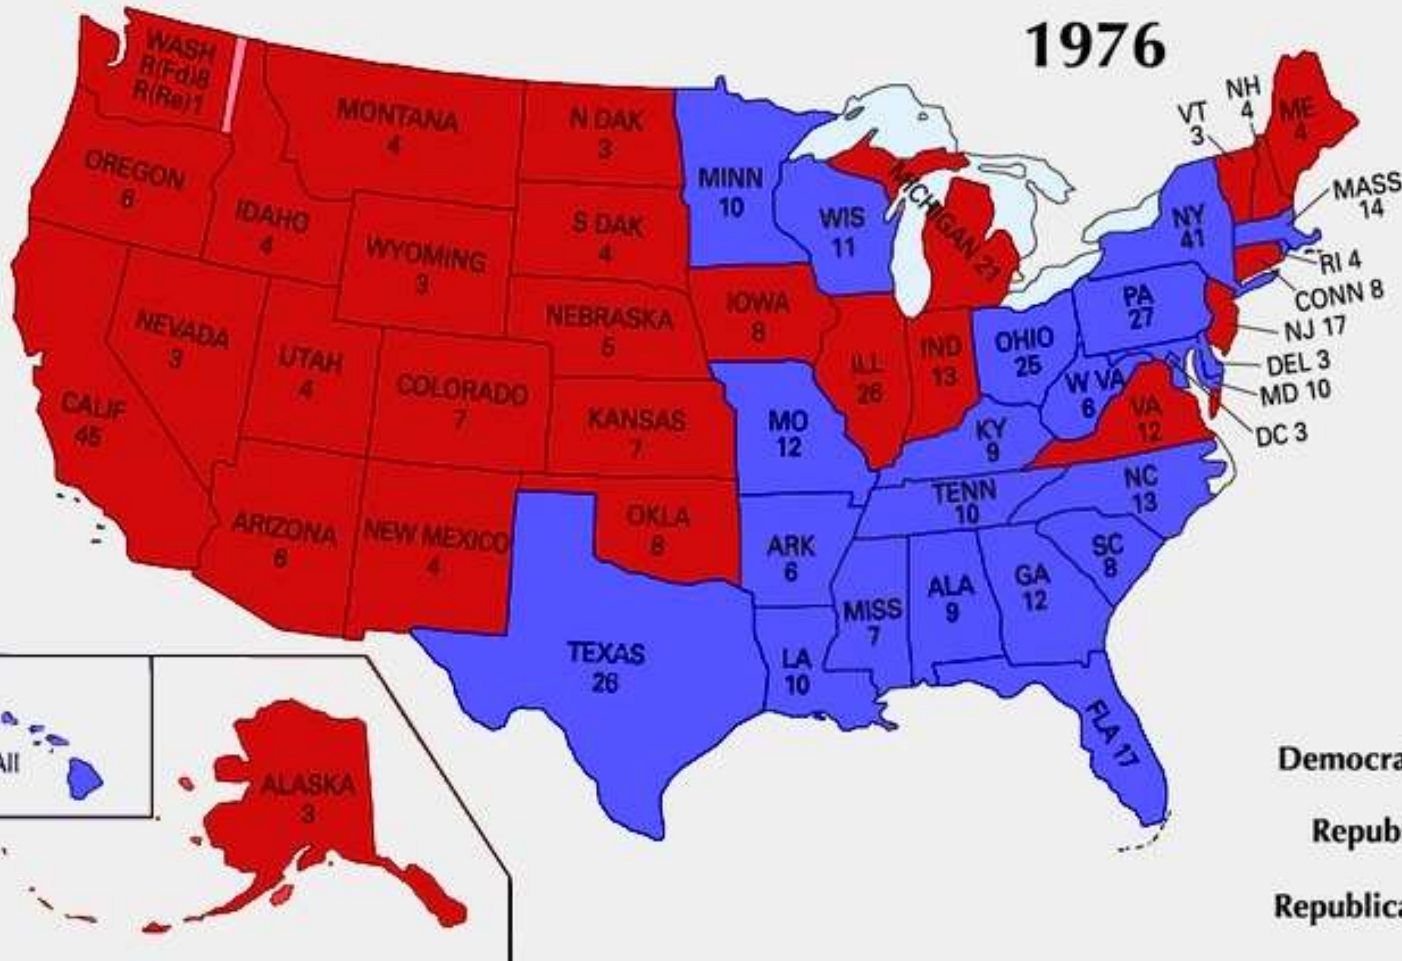 1976
WASH
R(Fd)8
R(Re)1
MONTANA
4
N DAK
3
MINN
10
VT
3
NH
4
ME
4
OREGON
6
IDAHO
4
WYOMING
3
S DAK
4
WIS
11
MICHIGAN 21
NY
41
MASS
14
RI 4
CONN 8
NJ 17
DEL 3
MD 10
DC 3
NEVADA
3
UTAH
4
COLORADO
7
NEBRASKA
5
IOWA
8
ILL
26
IND
13
OHIO
25
PA
27
W VA
6
VA
12
CALIF
45
KANSAS
7
MO
12
KY
9
TENN
10
NC
13
ARIZONA
6
NEW MEXICO
4
OKLA
8
ARK
6
MISS
7
ALA
9
GA
12
SC
8
TEXAS
26
LA
10
FLA 17
AII
ALASKA
3
Democra
Repub
Republica